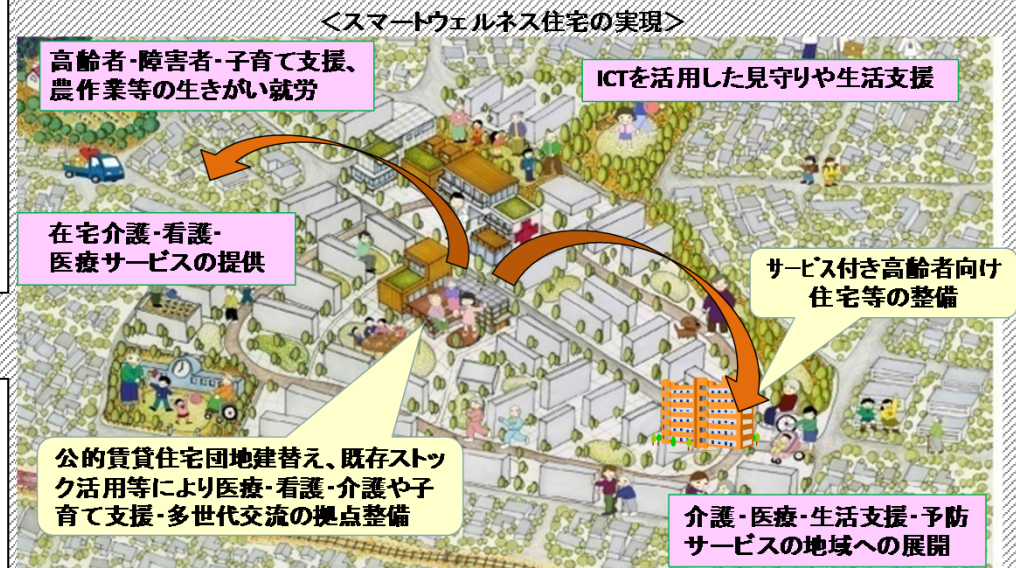 ＜スマートウェルネス住宅の実現＞
高齢者・障害者・子育て支援、
農作業等の生きがい就労
ICTを活用した見守りや生活支援
在宅介護・看護・
医療サービスの提供
サービス付き高齢者向け
住宅等の整備
公的賃貸住宅団地建替え、既存ストッ
ク活用等により医療・看護・介護や子
育て支援・多世代交流の拠点整備
介護・医療・生活支援・予防
サービスの地域への展開